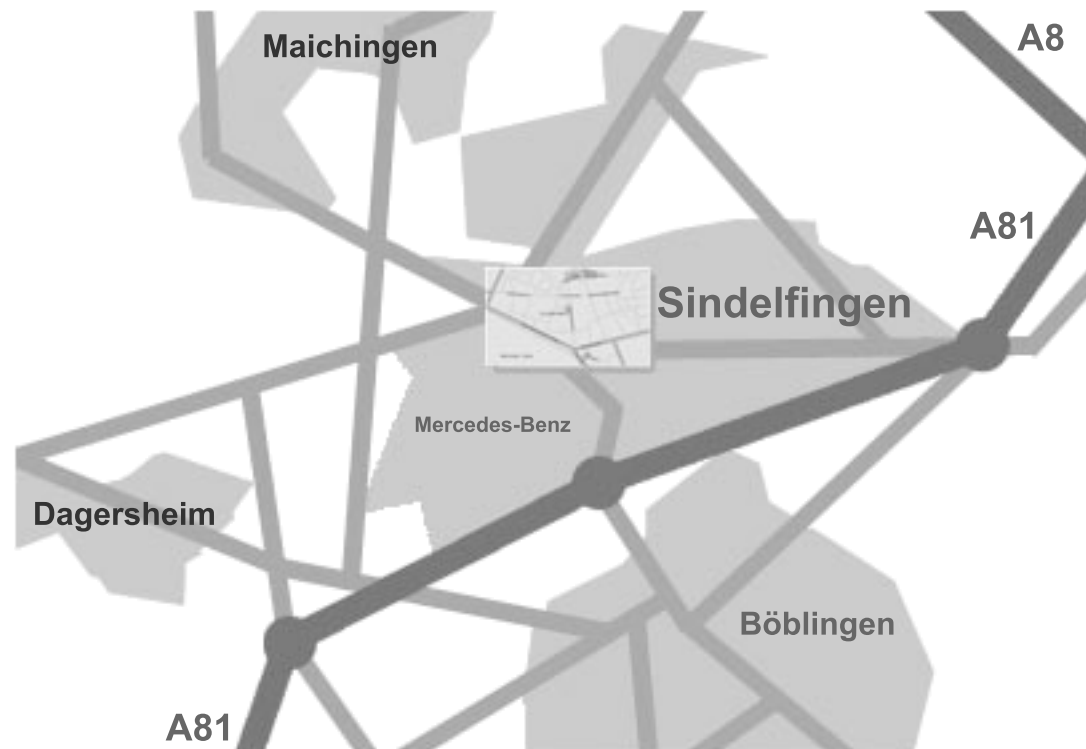 Maichingen
A8
A81
Sindelfingen
Mercedes-Benz
Dagersheim
Böblingen
A81